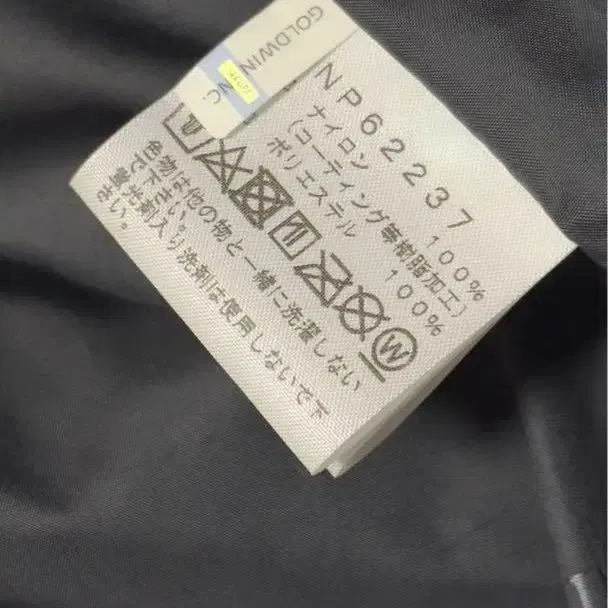 GOLDWIN INC.
NP62237
ナイロン 100%
(コーティング等樹脂加工)
ポリエステル 100%
W
色物は他の物と一緒に洗濯しない
で下さい。
蛍光剤入り洗剤は使用しないで下
さい。